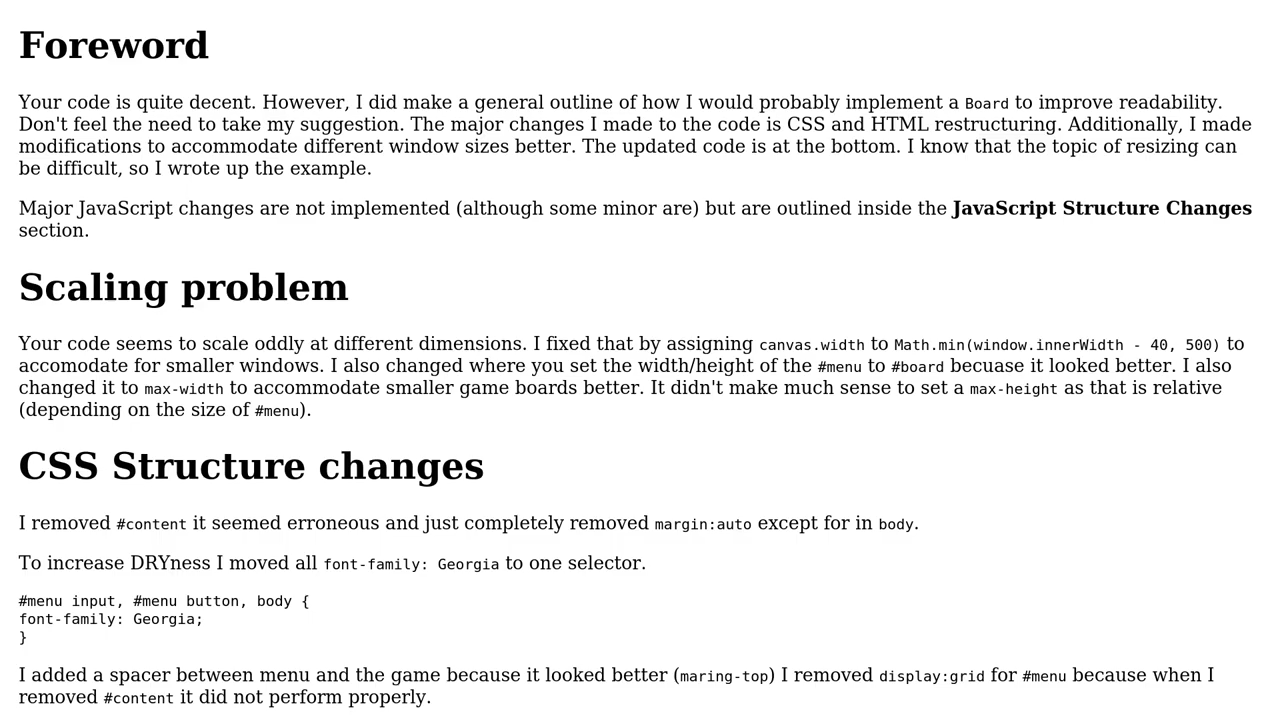 Foreword
Your code is quite decent. However, I did make a general outline of how I would probably implement a Board to improve readability.
Don't feel the need to take my suggestion. The major changes I made to the code is CSS and HTML restructuring. Additionally, I made
modifications to accommodate different window sizes better. The updated code is at the bottom. I know that the topic of resizing can
be difficult, so I wrote up the example.
Major JavaScript changes are not implemented (although some minor are) but are outlined inside the JavaScript Structure Changes
section.
Scaling problem
Your code seems to scale oddly at different dimensions. I fixed that by assigning canvas.width to Math.min(window.innerWidth - 40, 500) to
accomodate for smaller windows. I also changed where you set the width/height of the #menu to #board becuase it looked better. I also
changed it to max-width to accommodate smaller game boards better. It didn't make much sense to set a max-height as that is relative
(depending on the size of #menu).
CSS Structure changes
I removed #content it seemed erroneous and just completely removed margin:auto except for in body.
To increase DRYness I moved all font-family: Georgia to one selector.
#menu input, #menu button, body {
font-family: Georgia;
}
I added a spacer between menu and the game because it looked better (maring-top) I removed display:grid for #menu because when I
removed #content it did not perform properly.